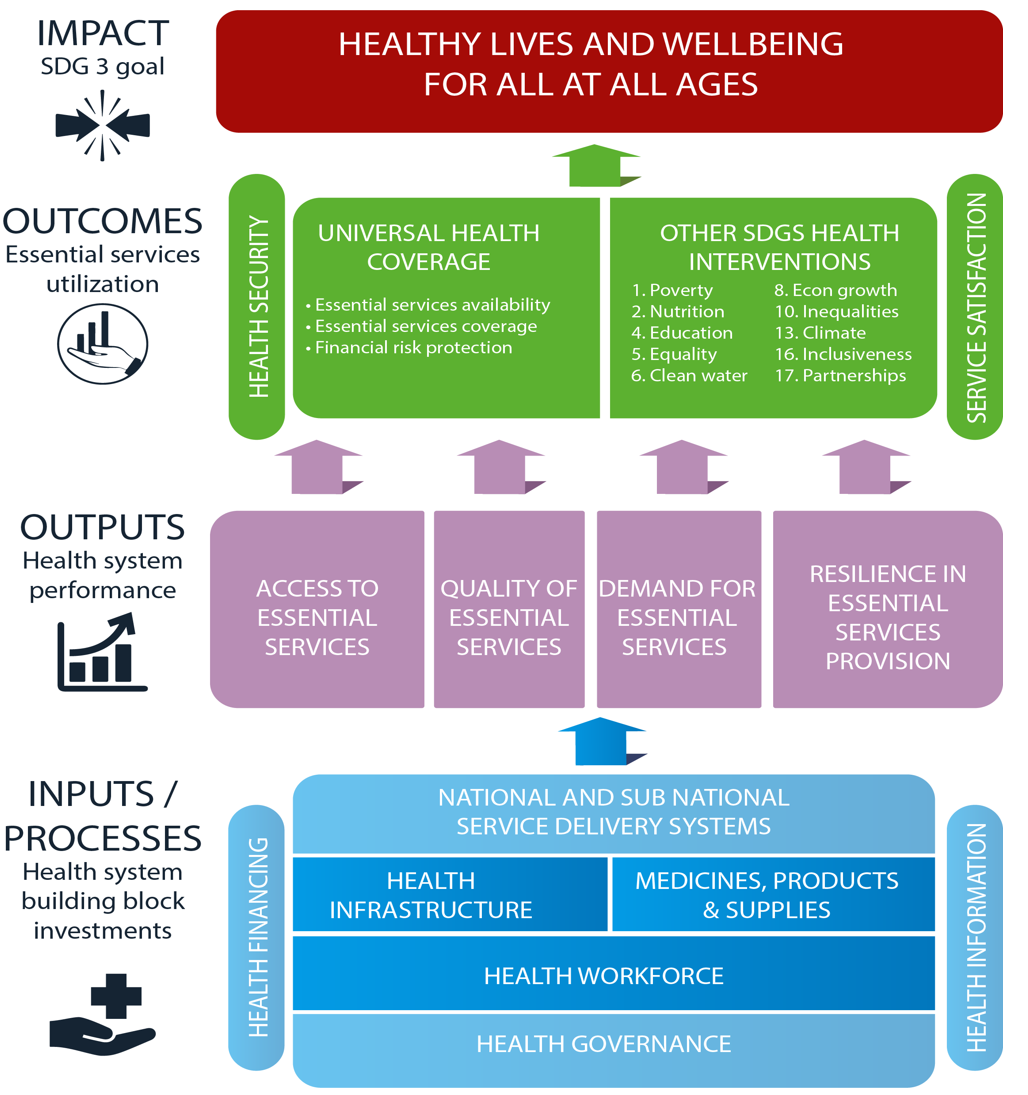 IMPACT
SDG 3 goal
HEALTHY LIVES AND WELLBEING
FOR ALL AT ALL AGES
OUTCOMES
Essential services
utilization
HEALTH SECURITY
UNIVERSAL HEALTH
COVERAGE
• Essential services availability
• Essential services coverage
• Financial risk protection
OTHER SDGS HEALTH
INTERVENTIONS
1. Poverty
2. Nutrition
4. Education
5. Equality
6. Clean water
8. Econ growth
10. Inequalities
13. Climate
16. Inclusiveness
17. Partnerships
SERVICE SATISFACTION
OUTPUTS
Health system
performance
ACCESS TO
ESSENTIAL
SERVICES
QUALITY OF
ESSENTIAL
SERVICES
DEMAND FOR
ESSENTIAL
SERVICES
RESILIENCE IN
ESSENTIAL
SERVICES
PROVISION
INPUTS /
PROCESSES
Health system
building block
investments
HEALTH FINANCING
NATIONAL AND SUB NATIONAL
SERVICE DELIVERY SYSTEMS
HEALTH
INFRASTRUCTURE
MEDICINES, PRODUCTS
& SUPPLIES
HEALTH WORKFORCE
HEALTH GOVERNANCE
HEALTH INFORMATION